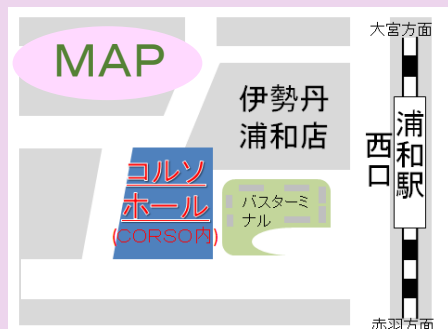 MAP
大宮方面
伊勢丹
浦和店
浦和駅
西口
コルソ
ホール
(CORSO内)
バスターミ
ナル
赤羽方面